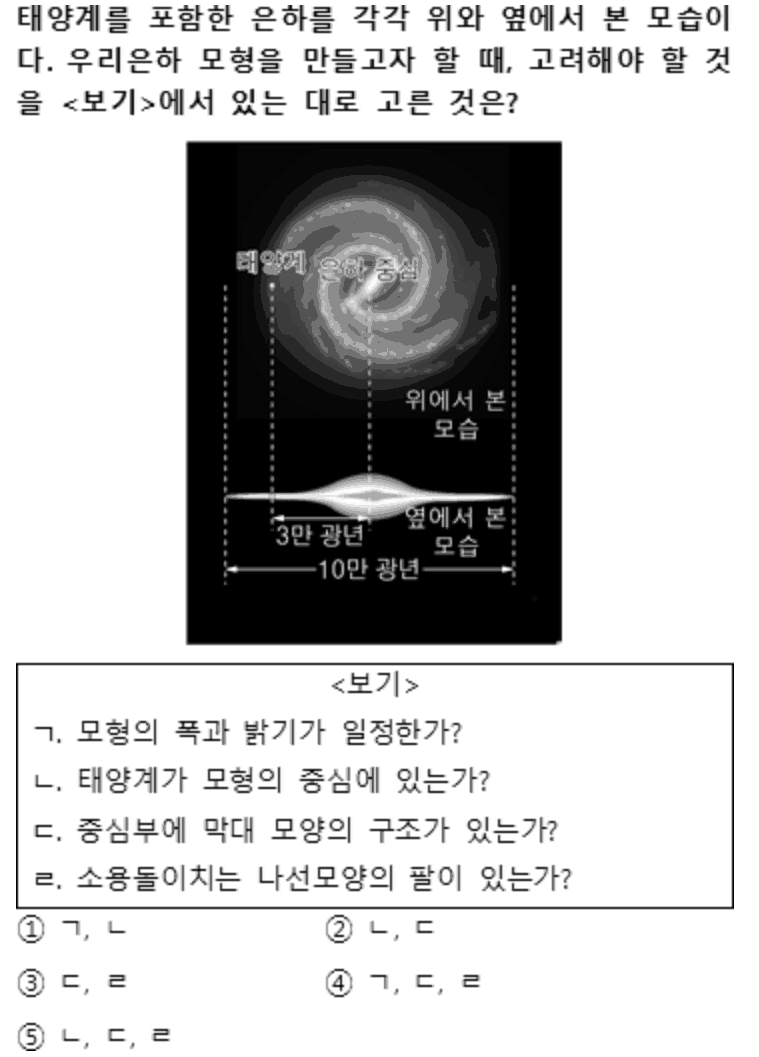 태양계를 포함한 은하를 각각 위와 옆에서 본 모습이
다. 우리은하 모형을 만들고자 할 때, 고려해야 할 것
을 <보기>에서 있는 대로 고른 것은?
태양계 은하 중심
위에서 본
모습
옆에서 본
모습
3만 광년
10만 광년
<보기>
ㄱ. 모형의 폭과 밝기가 일정한가?
ㄴ. 태양계가 모형의 중심에 있는가?
ㄷ. 중심부에 막대 모양의 구조가 있는가?
ㄹ. 소용돌이치는 나선모양의 팔이 있는가?
① ㄱ, ㄴ ② ㄴ, ㄷ
③ ㄷ, ㄹ ④ ㄱ, ㄷ, ㄹ
⑤ ㄴ, ㄷ, ㄹ